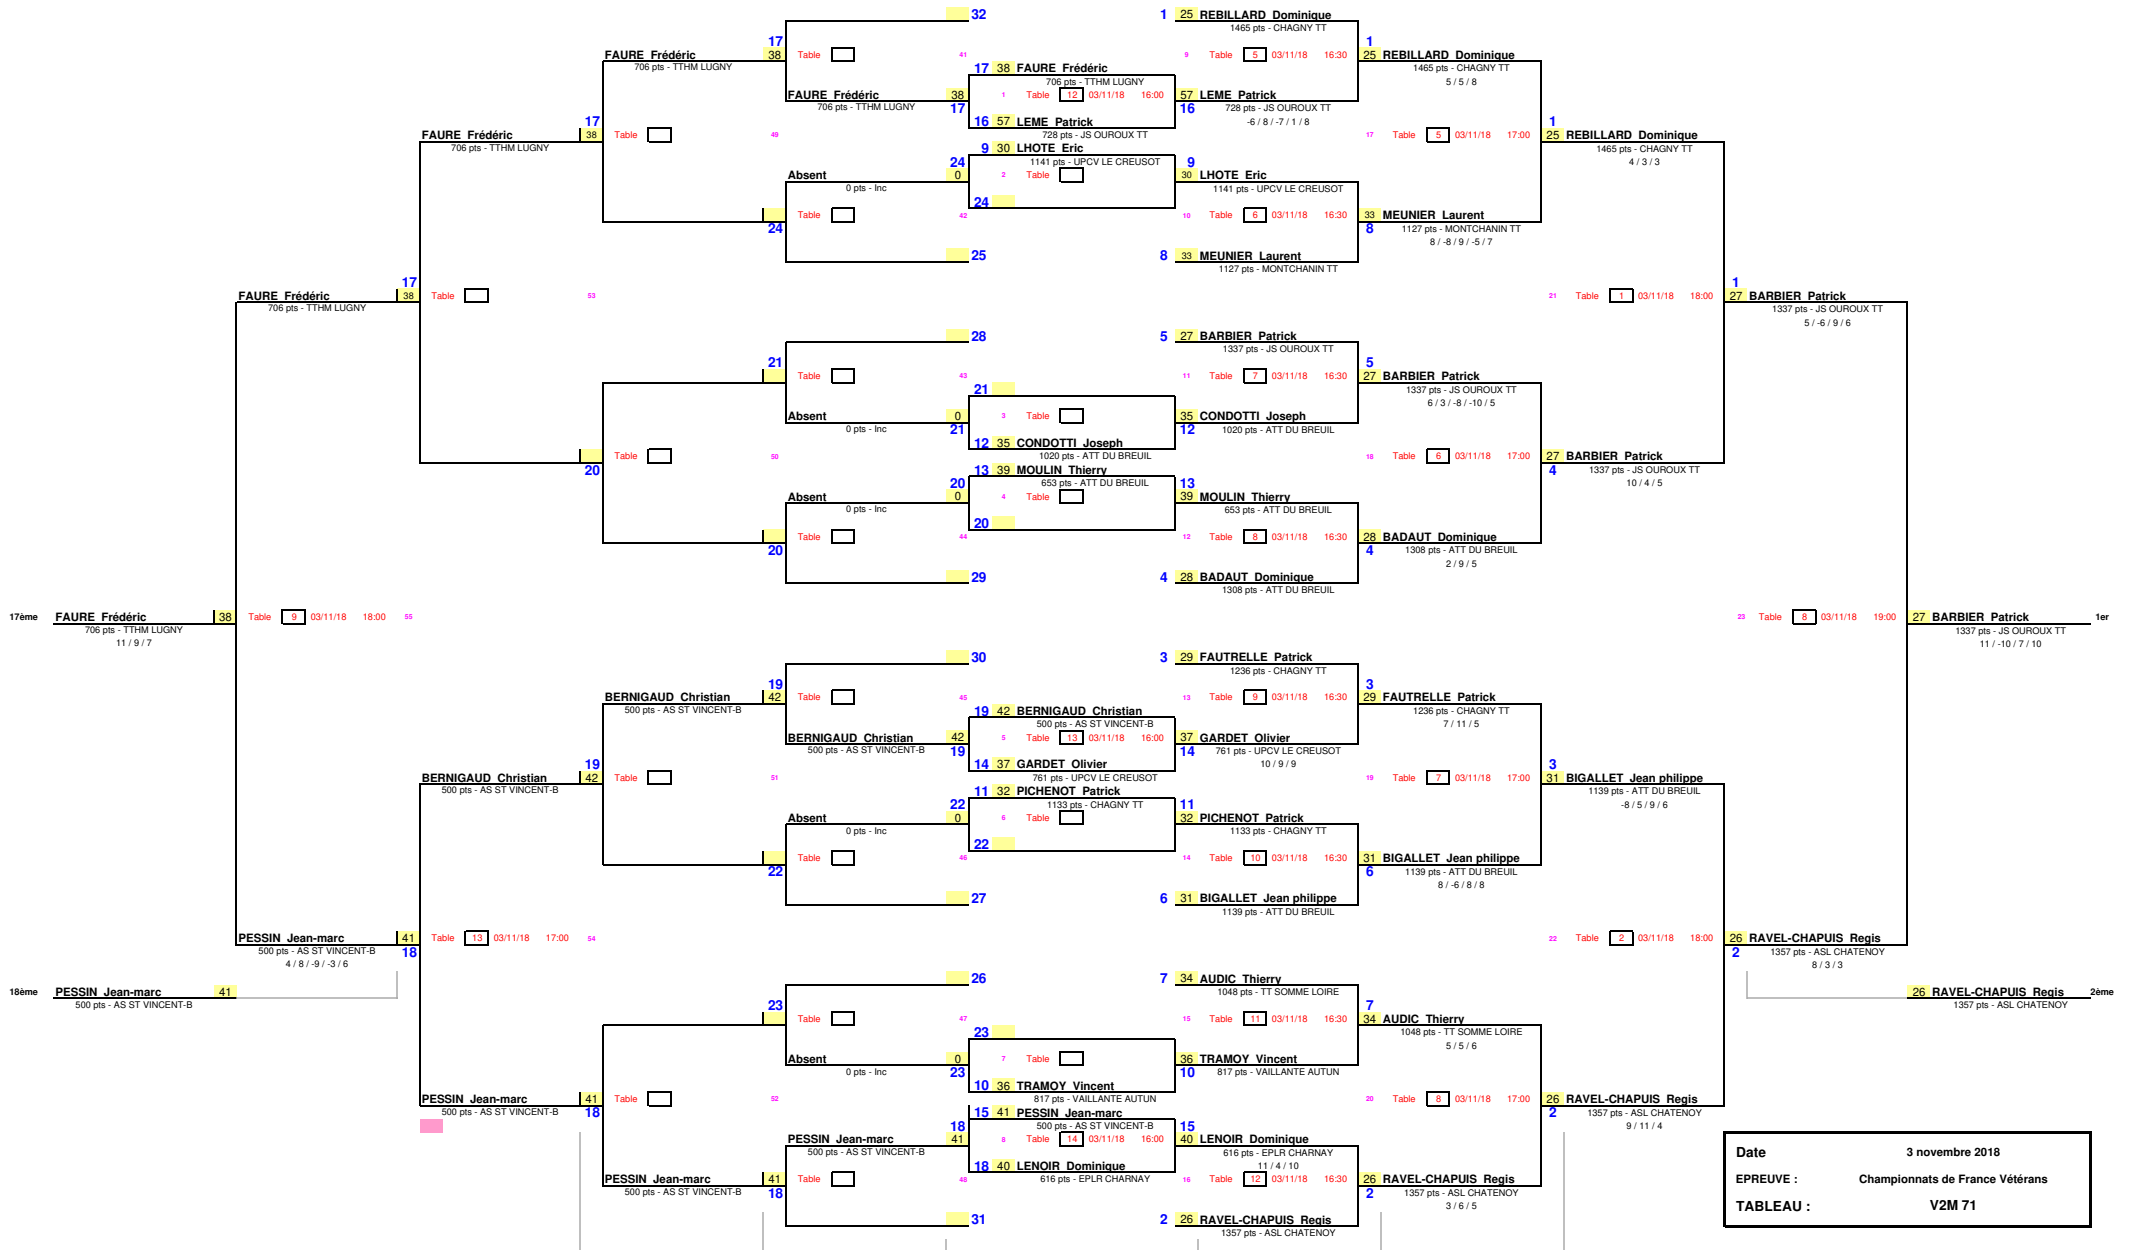 32
1 25 REBILLARD Dominique
1465 pts - CHAGNY TT
17
1
FAURE Frédéric 38 Table 41
9 Table 5 03/11/18 16:30
25 REBILLARD Dominique
706 pts - TTHM LUGNY
1465 pts - CHAGNY TT
17 38 FAURE Frédéric
706 pts - TTHM LUGNY
5 / 5 / 8
FAURE Frédéric 38
1 Table 12 03/11/18 16:00
57 LEME Patrick
706 pts - TTHM LUGNY
17
16
728 pts - JS OUROUX TT
16 57 LEME Patrick
-6 / 8 / -7 / 1 / 8
728 pts - JS OUROUX TT
17
1
FAURE Frédéric 38 Table 49
17 Table 5 03/11/18 17:00
25 REBILLARD Dominique
706 pts - TTHM LUGNY
1465 pts - CHAGNY TT
9 30 LHOTE Eric
1141 pts - UPCV LE CREUSOT
4 / 3 / 3
24
9
Absent 0
2 Table
30 LHOTE Eric
0 pts - Inc
1141 pts - UPCV LE CREUSOT
24
Table 42
10 Table 6 03/11/18 16:30
33 MEUNIER Laurent
24
8
1127 pts - MONTCHANIN TT
8 / -8 / 9 / -5 / 7
25
8 33 MEUNIER Laurent
1127 pts - MONTCHANIN TT
17
1
FAURE Frédéric 38 Table 53
21 Table 1 03/11/18 18:00
27 BARBIER Patrick
706 pts - TTHM LUGNY
1337 pts - JS OUROUX TT
5 / -6 / 9 / 6
28
5 27 BARBIER Patrick
1337 pts - JS OUROUX TT
21
5
Table 43
11 Table 7 03/11/18 16:30
27 BARBIER Patrick
1337 pts - JS OUROUX TT
21
6 / 3 / -8 / -10 / 5
Absent 0
3 Table
35 CONDOTTI Joseph
0 pts - Inc
21
12
1020 pts - ATT DU BREUIL
12 35 CONDOTTI Joseph
1020 pts - ATT DU BREUIL
Table 50
18 Table 6 03/11/18 17:00
27 BARBIER Patrick
20
4
1337 pts - JS OUROUX TT
13 39 MOULIN Thierry
653 pts - ATT DU BREUIL
10 / 4 / 5
20
13
Absent 0
4 Table
39 MOULIN Thierry
0 pts - Inc
653 pts - ATT DU BREUIL
20
Table 44
12 Table 8 03/11/18 16:30
28 BADAUT Dominique
20
4
1308 pts - ATT DU BREUIL
2 / 9 / 5
29
4 28 BADAUT Dominique
1308 pts - ATT DU BREUIL
17ème FAURE Frédéric 38
Table 9 03/11/18 18:00 55
23 Table 8 03/11/18 19:00
27 BARBIER Patrick 1er
706 pts - TTHM LUGNY
1337 pts - JS OUROUX TT
11 / 9 / 7
11 / -10 / 7 / 10
30
3 29 FAUTRELLE Patrick
1236 pts - CHAGNY TT
19
3
BERNIGAUD Christian 42 Table 45
13 Table 9 03/11/18 16:30
29 FAUTRELLE Patrick
500 pts - AS ST VINCENT-B
1236 pts - CHAGNY TT
19 42 BERNIGAUD Christian
500 pts - AS ST VINCENT-B
7 / 11 / 5
BERNIGAUD Christian 42
5 Table 13 03/11/18 16:00
37 GARDET Olivier
500 pts - AS ST VINCENT-B
19
14
761 pts - UPCV LE CREUSOT
14 37 GARDET Olivier
10 / 9 / 9
761 pts - UPCV LE CREUSOT
19
3
BERNIGAUD Christian 42 Table 51
19 Table 7 03/11/18 17:00
31 BIGALLET Jean philippe
500 pts - AS ST VINCENT-B
1139 pts - ATT DU BREUIL
11 32 PICHENOT Patrick
1133 pts - CHAGNY TT
-8 / 5 / 9 / 6
22
11
Absent 0
6 Table
32 PICHENOT Patrick
0 pts - Inc
1133 pts - CHAGNY TT
22
Table 46
14 Table 10 03/11/18 16:30
31 BIGALLET Jean philippe
22
6
1139 pts - ATT DU BREUIL
8 / -6 / 8 / 8
27
6 31 BIGALLET Jean philippe
1139 pts - ATT DU BREUIL
PESSIN Jean-marc 41
Table 13 03/11/18 17:00 54
22 Table 2 03/11/18 18:00
26 RAVEL-CHAPUIS Regis
500 pts - AS ST VINCENT-B
18
2
1357 pts - ASL CHATENOY
4 / 8 / -9 / -3 / 6
8 / 3 / 3
26
7 34 AUDIC Thierry
1048 pts - TT SOMME LOIRE
18ème PESSIN Jean-marc 41
26 RAVEL-CHAPUIS Regis 2ème
500 pts - AS ST VINCENT-B
1357 pts - ASL CHATENOY
23
7
Table 47
15 Table 11 03/11/18 16:30
34 AUDIC Thierry
1048 pts - TT SOMME LOIRE
23
5 / 5 / 6
Absent 0
7 Table
36 TRAMOY Vincent
0 pts - Inc
23
10
817 pts - VAILLANTE AUTUN
10 36 TRAMOY Vincent
817 pts - VAILLANTE AUTUN
PESSIN Jean-marc 41 Table 52
20 Table 8 03/11/18 17:00
26 RAVEL-CHAPUIS Regis
500 pts - AS ST VINCENT-B
18
2
1357 pts - ASL CHATENOY
15 41 PESSIN Jean-marc
500 pts - AS ST VINCENT-B
9 / 11 / 4
18
15
PESSIN Jean-marc 41
8 Table 14 03/11/18 16:00
40 LENOIR Dominique
500 pts - AS ST VINCENT-B
616 pts - EPLR CHARNAY
18 40 LENOIR Dominique
11 / 4 / 10
616 pts - EPLR CHARNAY
PESSIN Jean-marc 41 Table 48
16 Table 12 03/11/18 16:30
26 RAVEL-CHAPUIS Regis
500 pts - AS ST VINCENT-B
18
2
1357 pts - ASL CHATENOY
3 / 6 / 5
31
2 26 RAVEL-CHAPUIS Regis
1357 pts - ASL CHATENOY
Date 3 novembre 2018
EPREUVE : Championnats de France Vétérans
TABLEAU : V2M 71